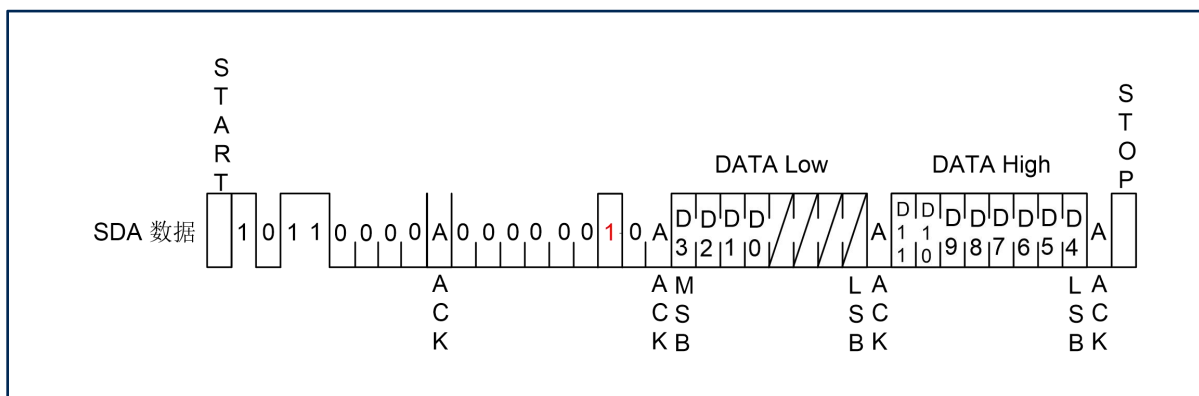 START
STOP
DATA Low
DATA High
SDA 数据
1 0 1 1 0 0 0 0 A 0 0 0 0 0 0 1 0 A D3 D2 D1 D0 A D11 D10 D9 D8 D7 D6 D5 D4 A
ACK
ACK
MSB
LSB
ACK
LSB
ACK